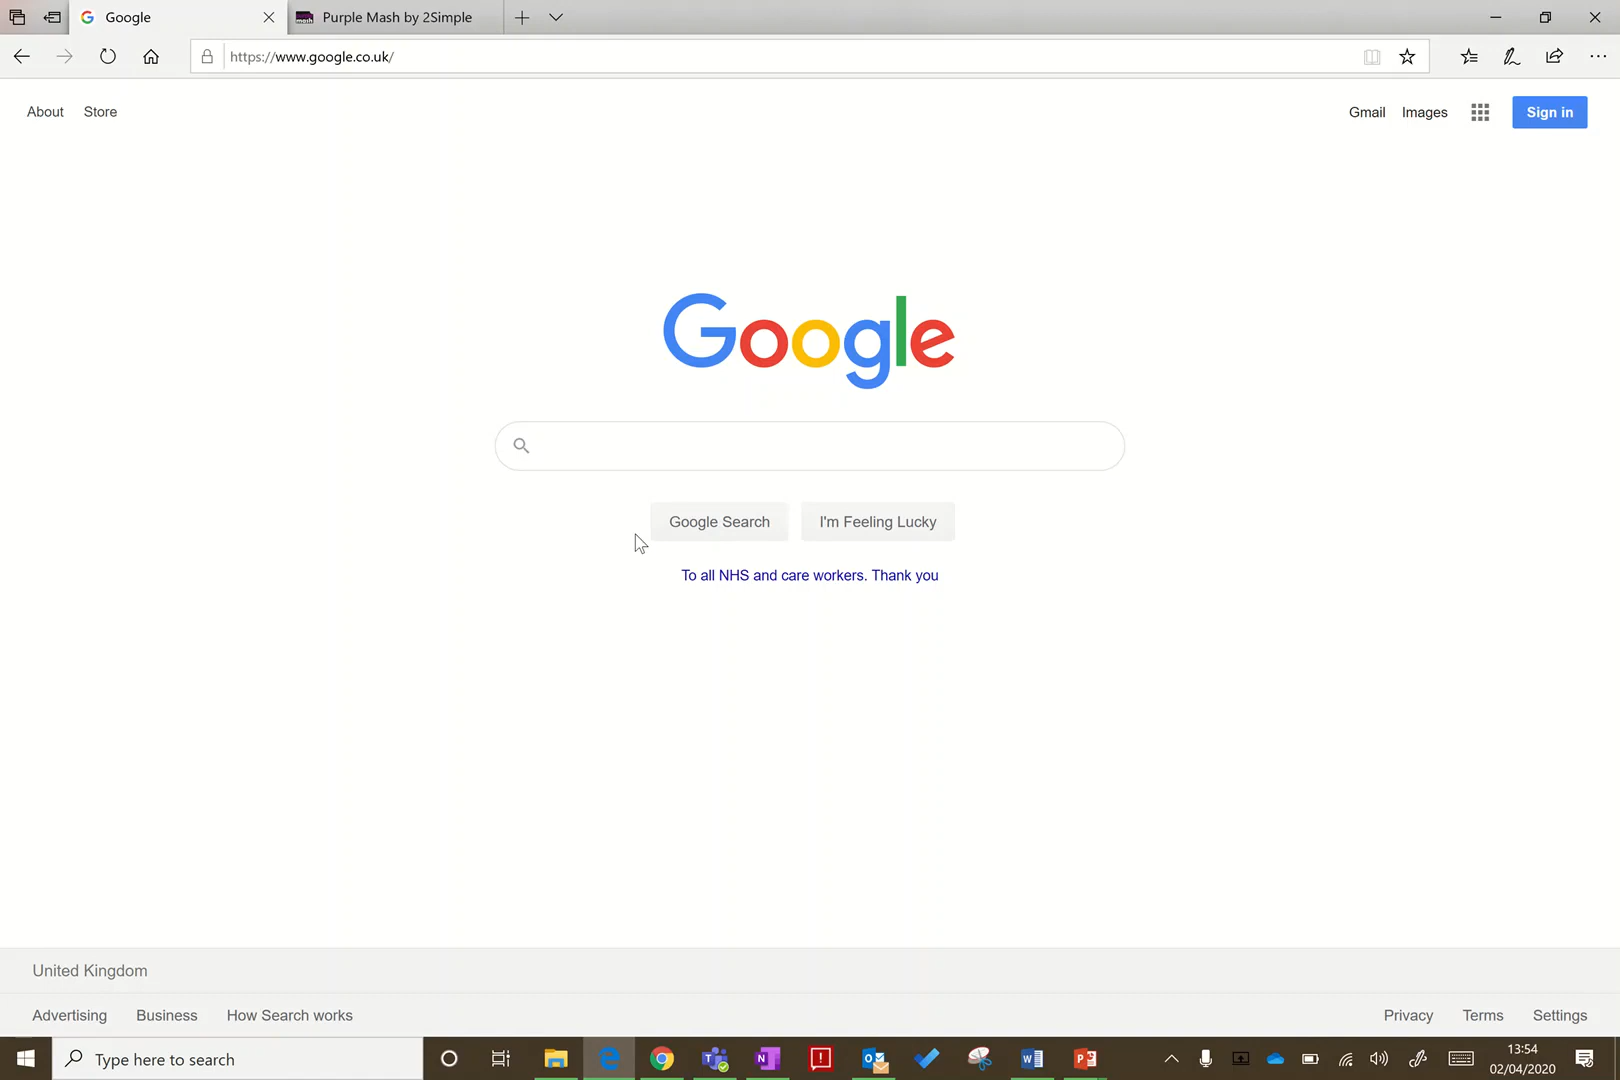 Google
Purple Mash by 2Simple
https://www.google.co.uk/
About
Store
Gmail
Images
Sign in
Google
Google Search
I'm Feeling Lucky
To all NHS and care workers. Thank you
United Kingdom
Advertising
Business
How Search works
Privacy
Terms
Settings
Type here to search
13:54
02/04/2020